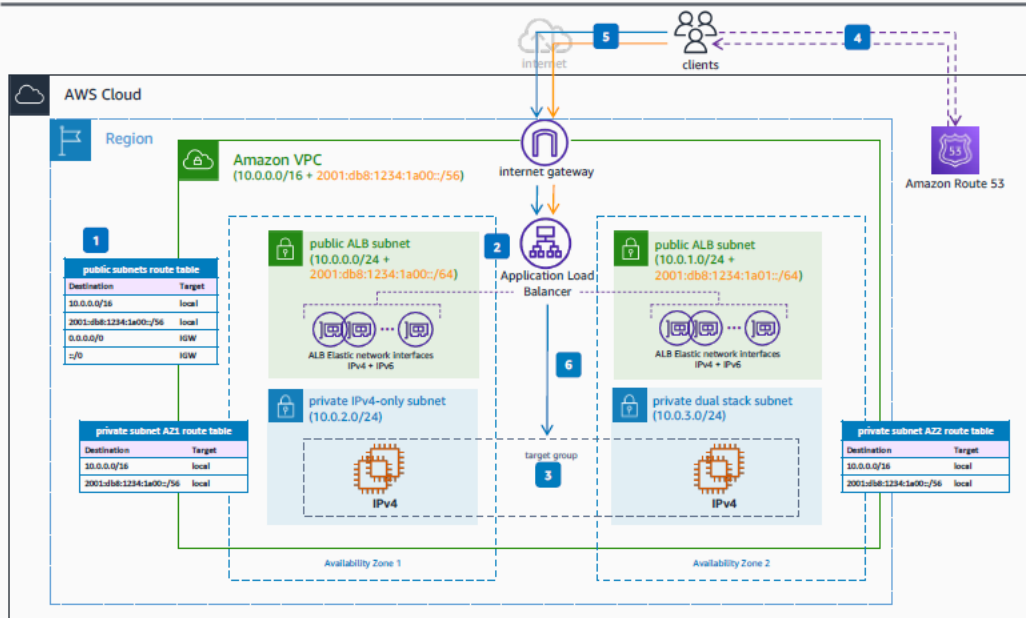 5
4
internet
clients
AWS Cloud
Region
53
Amazon Route 53
Amazon VPC
(10.0.0.0/16 + 2001:db8:1234:1a00::/56)
internet gateway
1
public subnets route table
Destination Target
10.0.0.0/16 local
2001:db8:1234:1a00::/56 local
0.0.0.0/0 IGW
::/0 IGW
public ALB subnet
(10.0.0.0/24 +
2001:db8:1234:1a00::/64)
ALB Elastic network interfaces
IPv4 + IPv6
2
Application Load
Balancer
public ALB subnet
(10.0.1.0/24 +
2001:db8:1234:1a01::/64)
ALB Elastic network interfaces
IPv4 + IPv6
6
private IPv4-only subnet
(10.0.2.0/24)
private dual stack subnet
(10.0.3.0/24)
private subnet AZ1 route table
Destination Target
10.0.0.0/16 local
2001:db8:1234:1a00::/56 local
target group
3
IPv4
IPv4
private subnet AZ2 route table
Destination Target
10.0.0.0/16 local
2001:db8:1234:1a00::/56 local
Availability Zone 1
Availability Zone 2